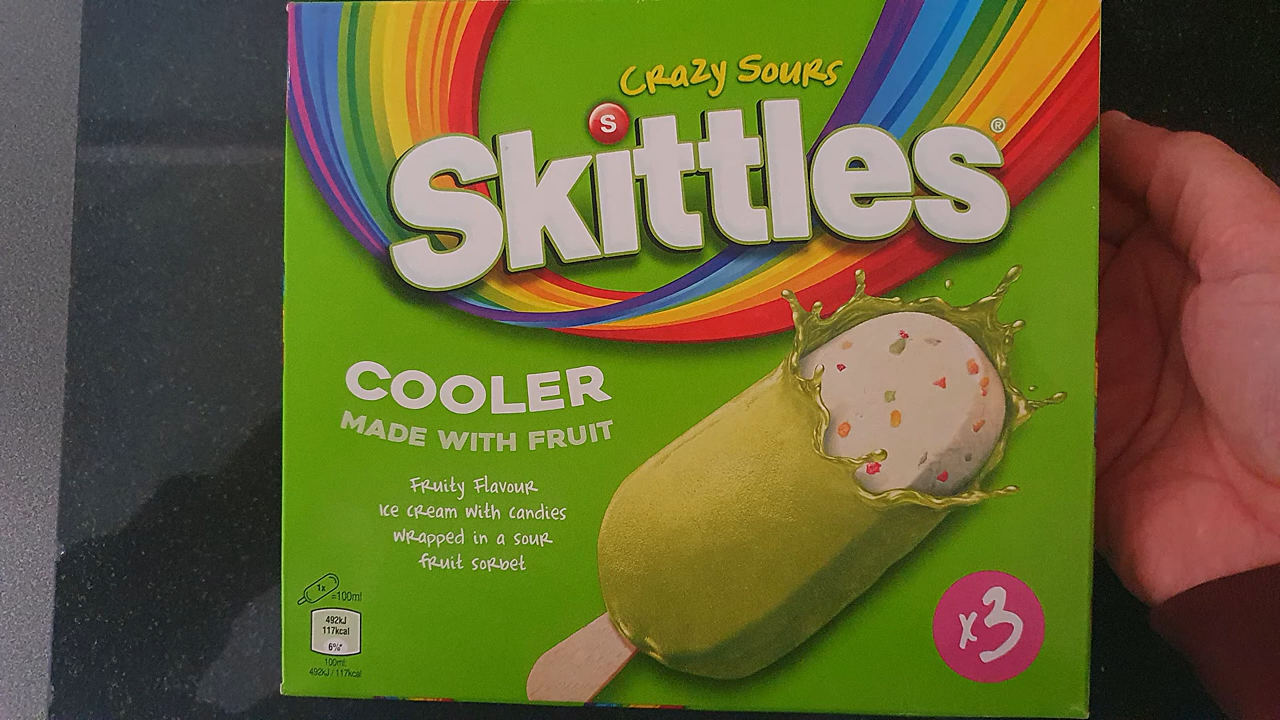 Crazy Sours
S
Skittles®
COOLER
MADE WITH FRUIT
Fruity Flavour
Ice cream with candies
wrapped in a sour
fruit sorbet
1x =100ml
492kJ
117kcal
6%*
100ml:
492kJ / 117kcal
x3